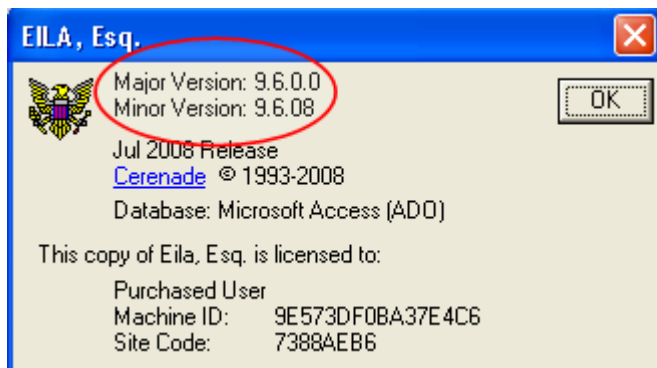 EILA, Esq.
Major Version: 9.6.0.0
Minor Version: 9.6.08
OK
Jul 2008 Release
Cerenade © 1993-2008
Database: Microsoft Access (ADO)
This copy of Eila, Esq. is licensed to:
Purchased User
Machine ID: 9E573DF0BA37E4C6
Site Code: 7388AEB6